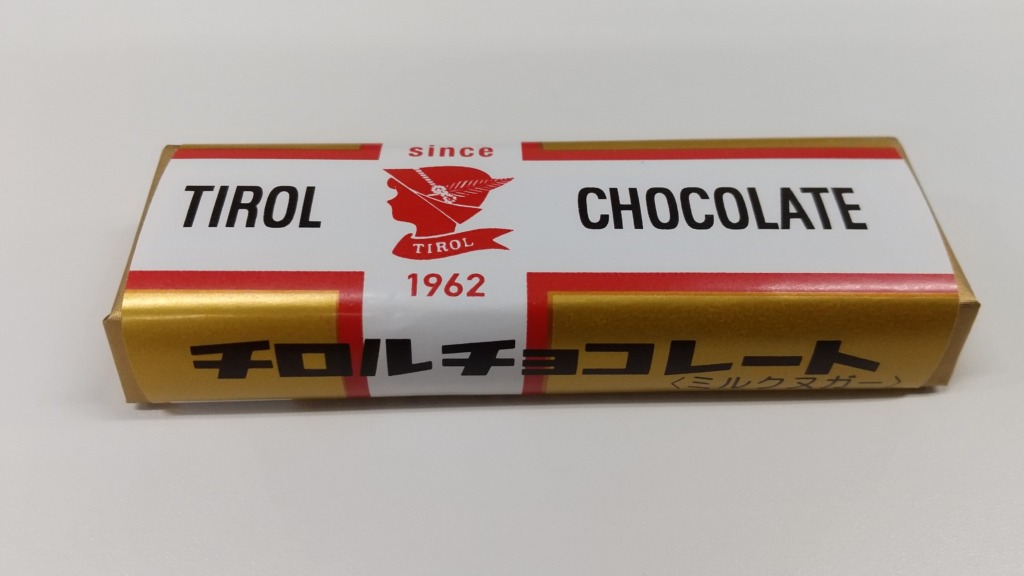 since
TIROL CHOCOLATE
TIROL
1962
チロルチョコレート
〈ミルクヌガー〉